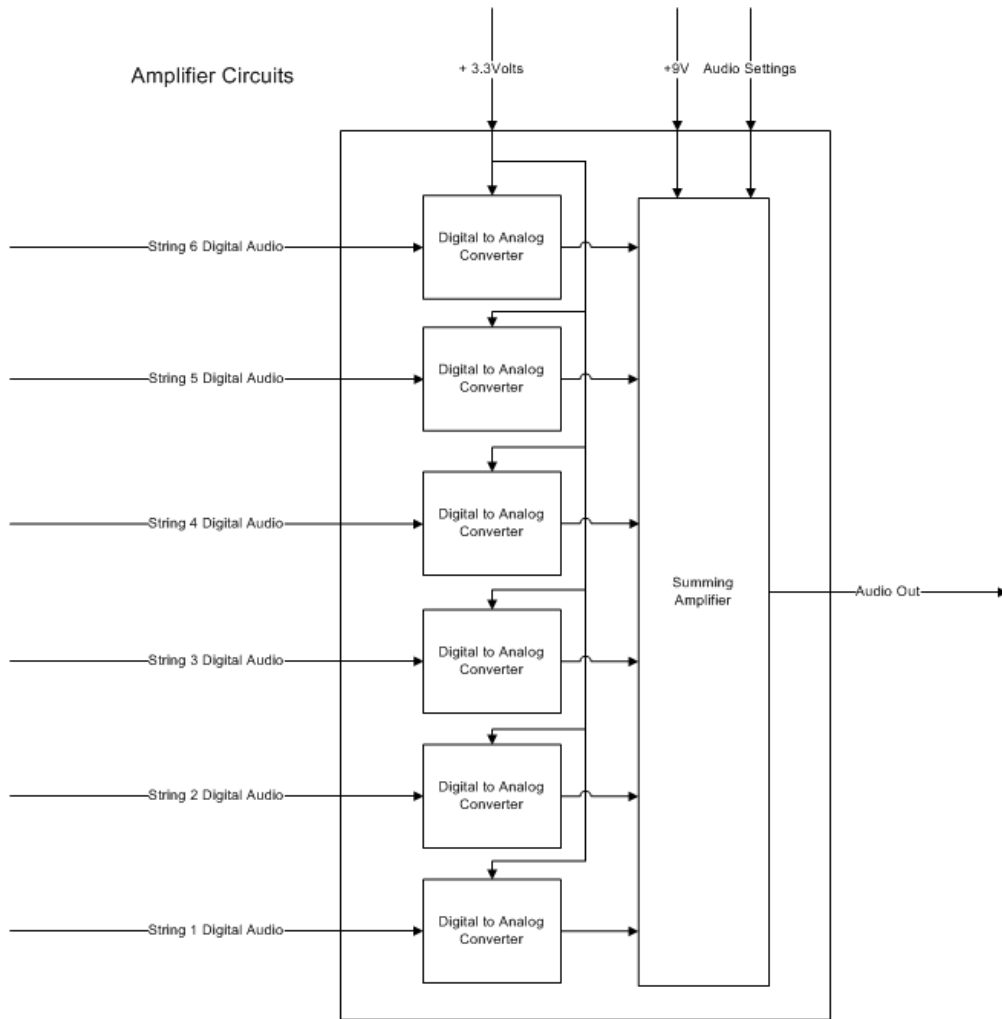 Amplifier Circuits
+ 3.3Volts
+9V
Audio Settings
String 6 Digital Audio
Digital to Analog
Converter
String 5 Digital Audio
Digital to Analog
Converter
String 4 Digital Audio
Digital to Analog
Converter
Summing
Amplifier
Audio Out
String 3 Digital Audio
Digital to Analog
Converter
String 2 Digital Audio
Digital to Analog
Converter
String 1 Digital Audio
Digital to Analog
Converter